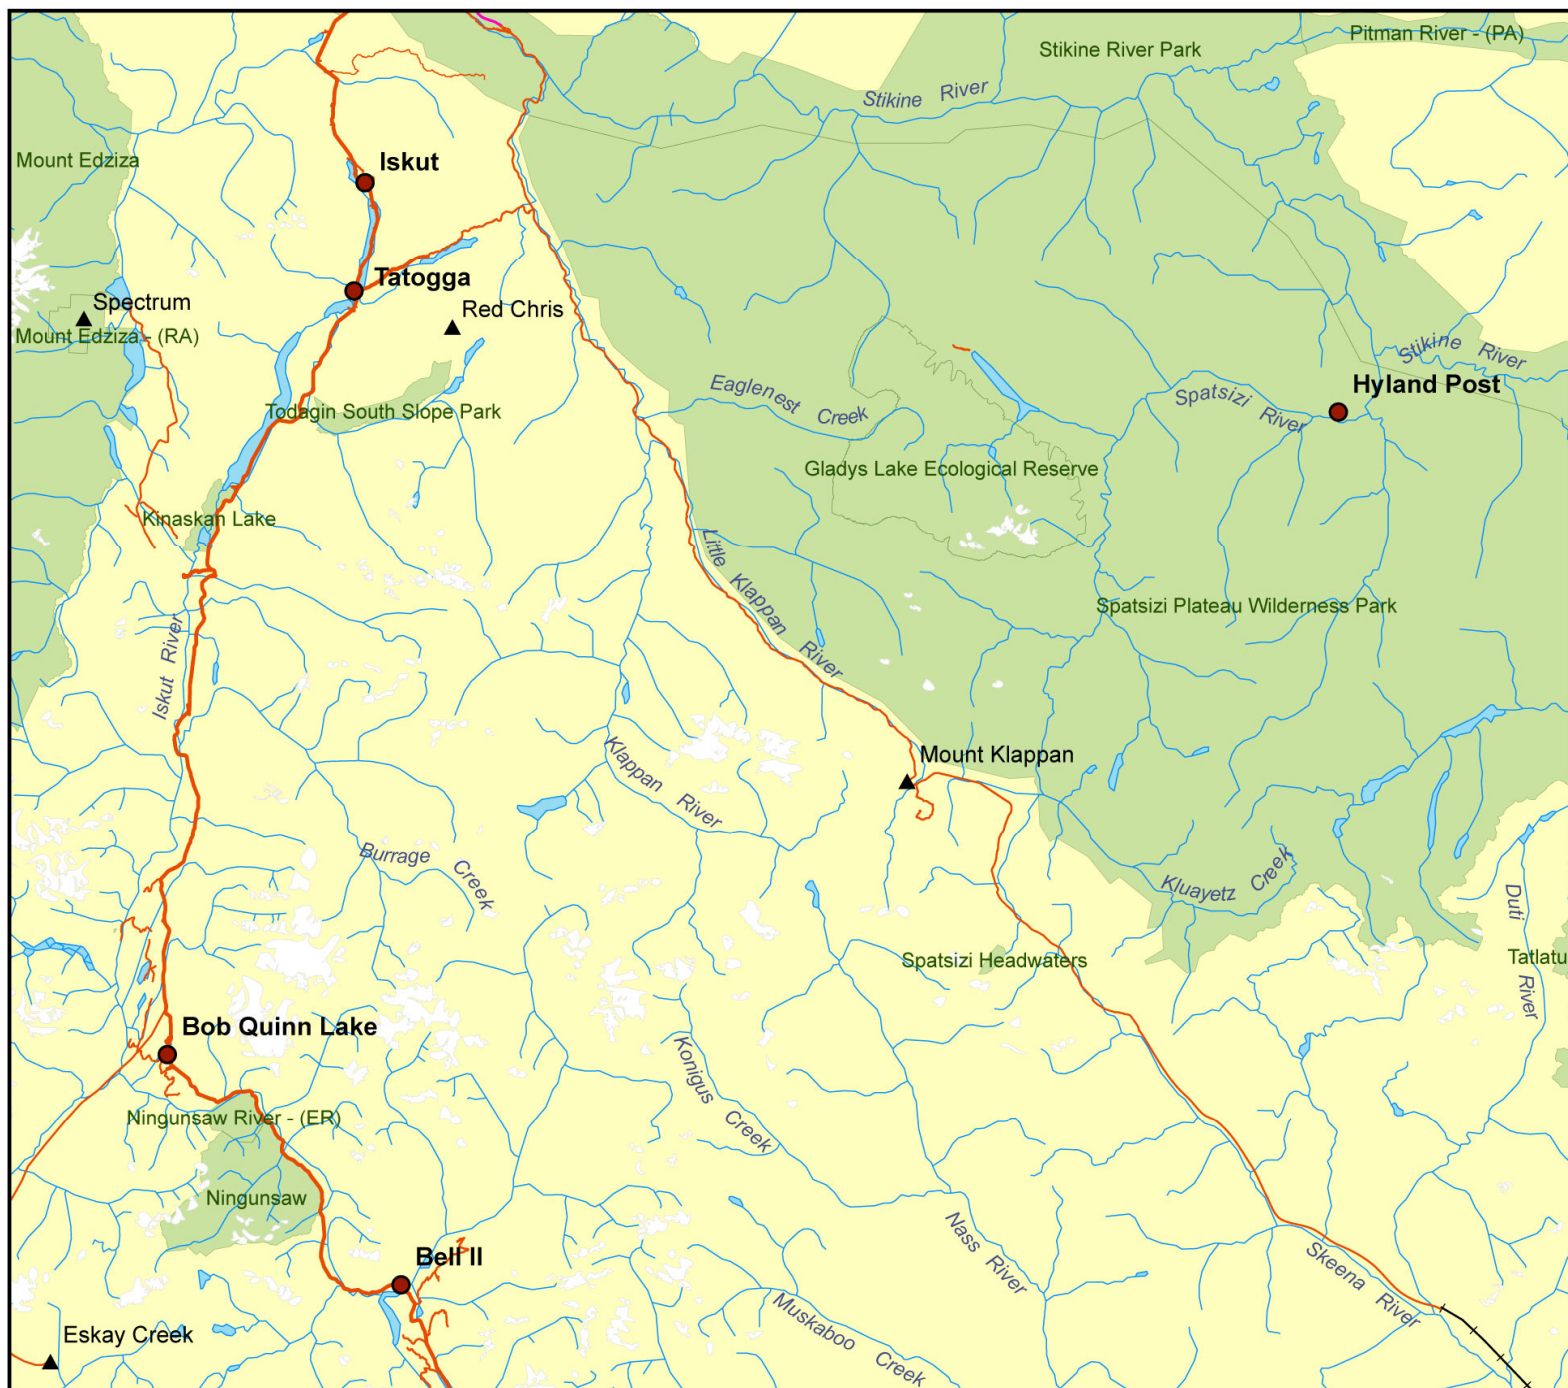 Pitman River - (PA)
Stikine River Park
Stikine River
Mount Edziza
Iskut
Tatogga
Spectrum
Red Chris
Mount Edziza - (RA)
Stikine River
Hyland Post
Eaglenest Creek
Spatsizi River
Todagin South Slope Park
Gladys Lake Ecological Reserve
Kinaskan Lake
Little Klappan River
Spatsizi Plateau Wilderness Park
Iskut River
Mount Klappan
Klappan River
Burrage Creek
Kluayetz Creek
Duti River
Spatsizi Headwaters
Tatlatu
Bob Quinn Lake
Konigus Creek
Ningunsaw River - (ER)
Ningunsaw
Nass River
Bell II
Skeena River
Muskaboo Creek
Eskay Creek